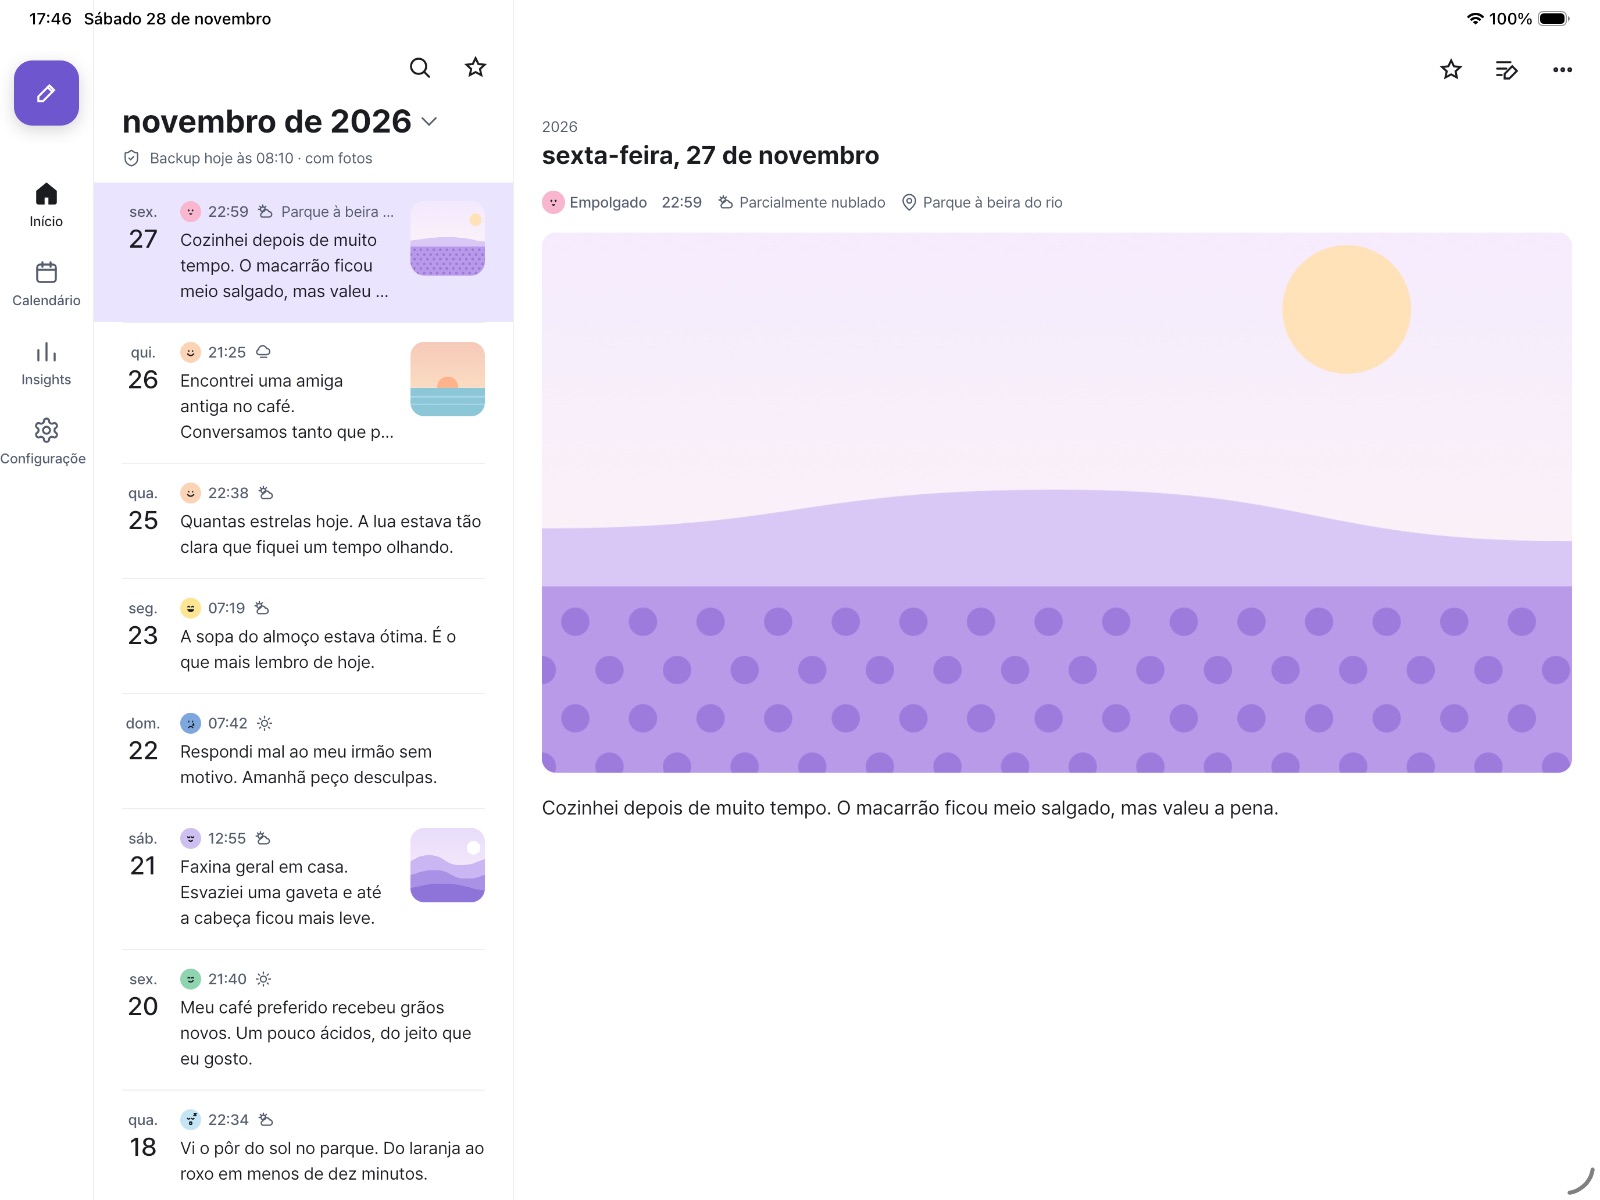 17:46 Sábado 28 de novembro
100%
Início
Calendário
Insights
Configuraçõe
novembro de 2026
Backup hoje às 08:10 · com fotos
sex.
27
22:59 Parque à beira ...
Cozinhei depois de muito
tempo. O macarrão ficou
meio salgado, mas valeu ...
qui.
26
21:25
Encontrei uma amiga
antiga no café.
Conversamos tanto que p...
qua.
25
22:38
Quantas estrelas hoje. A lua estava tão
clara que fiquei um tempo olhando.
seg.
23
07:19
A sopa do almoço estava ótima. É o
que mais lembro de hoje.
dom.
22
07:42
Respondi mal ao meu irmão sem
motivo. Amanhã peço desculpas.
sáb.
21
12:55
Faxina geral em casa.
Esvaziei uma gaveta e até
a cabeça ficou mais leve.
sex.
20
21:40
Meu café preferido recebeu grãos
novos. Um pouco ácidos, do jeito que
eu gosto.
qua.
18
22:34
Vi o pôr do sol no parque. Do laranja ao
roxo em menos de dez minutos.
2026
sexta-feira, 27 de novembro
Empolgado 22:59 Parcialmente nublado Parque à beira do rio
Cozinhei depois de muito tempo. O macarrão ficou meio salgado, mas valeu a pena.